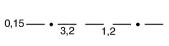 0,15 — • — — — • —
3,2 1,2